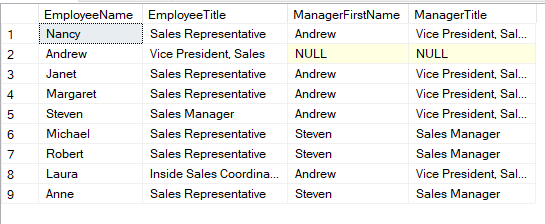 EmployeeName EmployeeTitle ManagerFirstName ManagerTitle
1 Nancy Sales Representative Andrew Vice President, Sal...
2 Andrew Vice President, Sales NULL NULL
3 Janet Sales Representative Andrew Vice President, Sal...
4 Margaret Sales Representative Andrew Vice President, Sal...
5 Steven Sales Manager Andrew Vice President, Sal...
6 Michael Sales Representative Steven Sales Manager
7 Robert Sales Representative Steven Sales Manager
8 Laura Inside Sales Coordina... Andrew Vice President, Sal...
9 Anne Sales Representative Steven Sales Manager